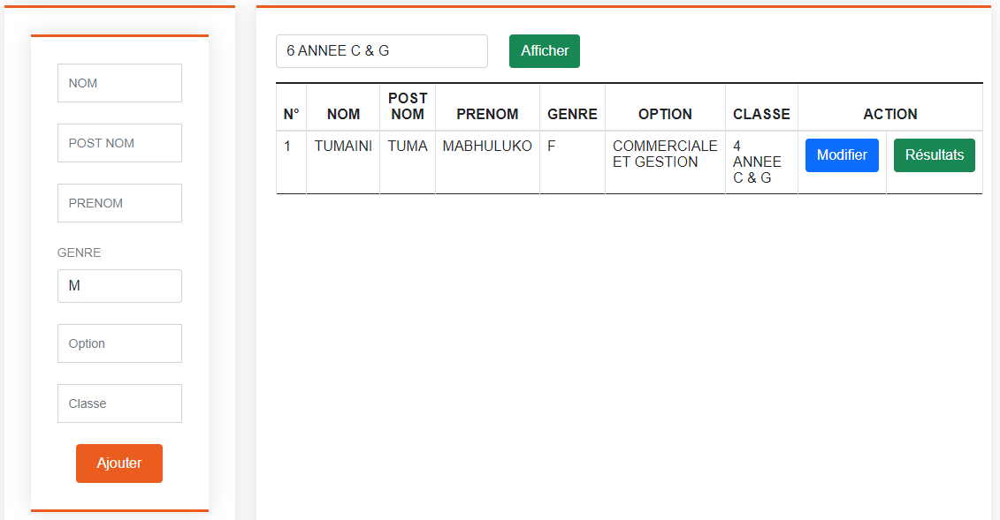 NOM
POST NOM
PRENOM
GENRE
M
Option
Classe
Ajouter
6 ANNEE C & G
Afficher
N° NOM POST NOM PRENOM GENRE OPTION CLASSE ACTION
1 TUMAINI TUMA MABHULUKO F COMMERCIALE ET GESTION 4 ANNEE C & G Modifier Résultats